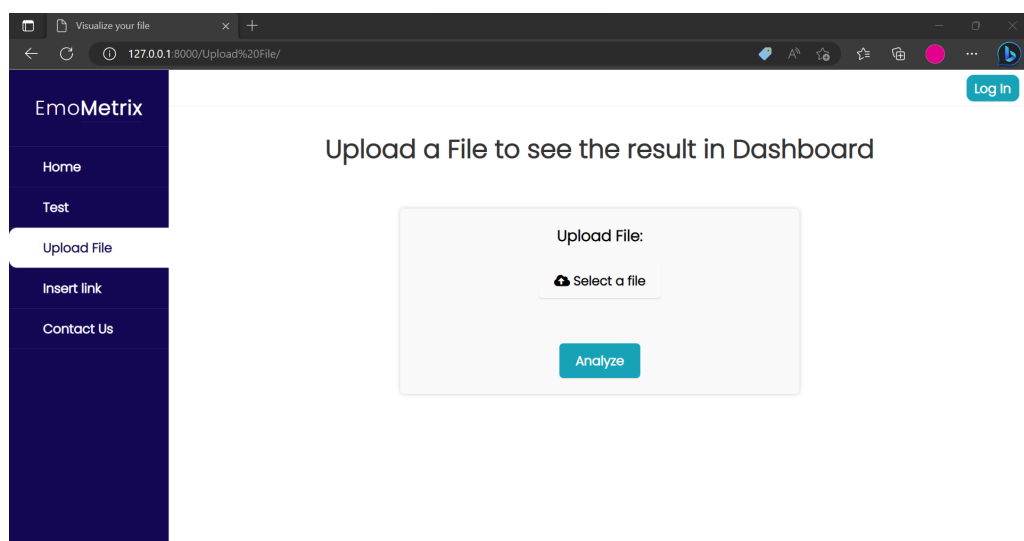 Visualize your file
127.0.0.1:8000/Upload%20File/
Log In
EmoMetrix
Home
Test
Upload File
Insert link
Contact Us
Upload a File to see the result in Dashboard
Upload File:
Select a file
Analyze